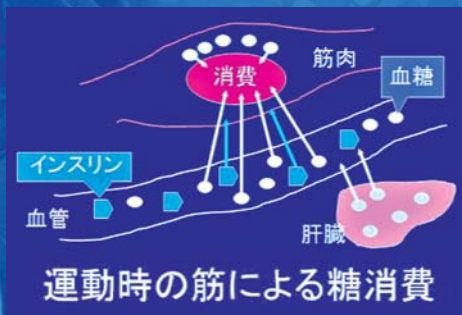 筋肉
消費
血糖
インスリン
血管
肝臓
運動時の筋による糖消費